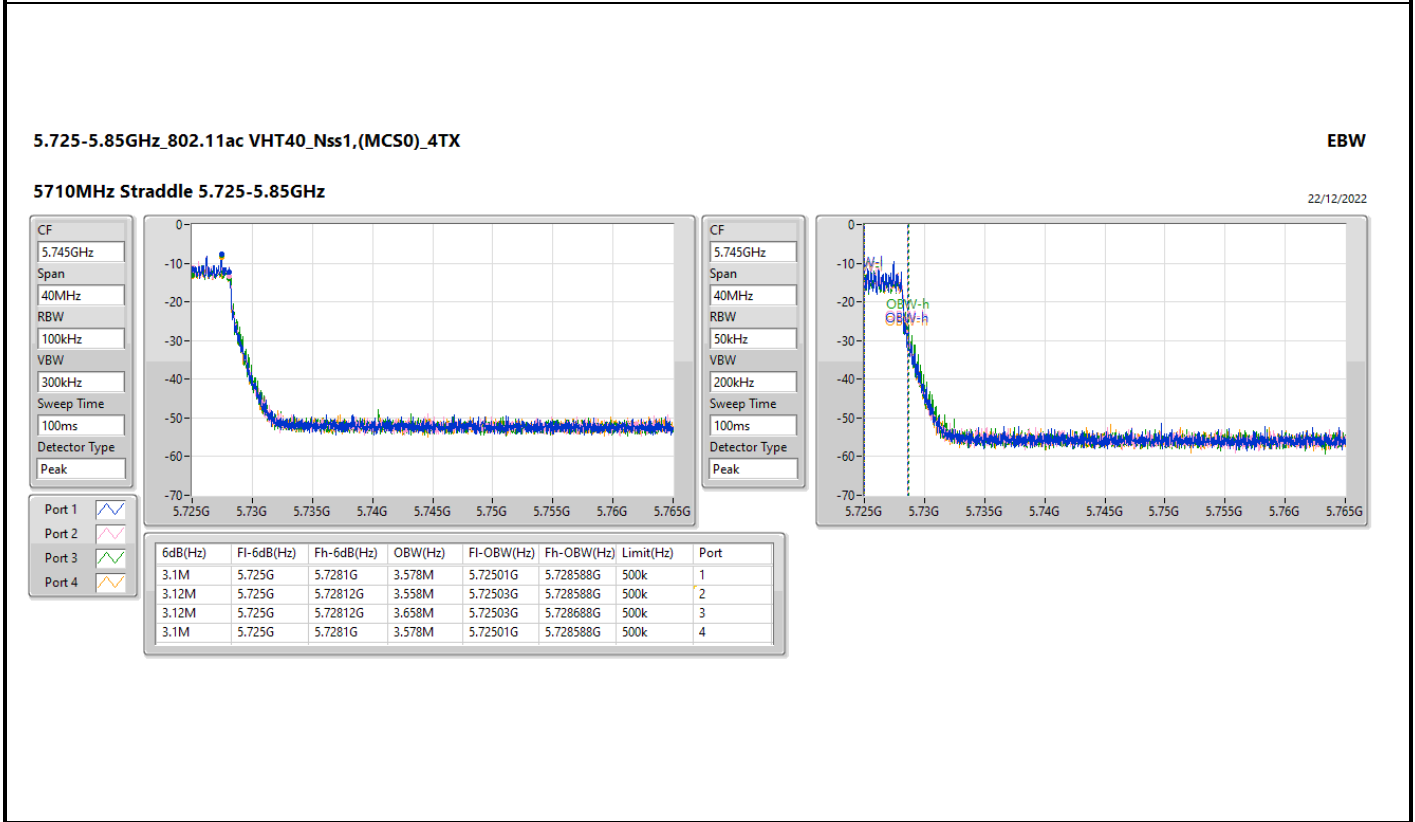 5.725-5.85GHz_802.11ac VHT40_Nss1,(MCS0)_4TX
EBW
5710MHz Straddle 5.725-5.85GHz
22/12/2022
CF
5.745GHz
Span
40MHz
RBW
100kHz
VBW
300kHz
Sweep Time
100ms
Detector Type
Peak
Port 1
Port 2
Port 3
Port 4
0
-10
-20
-30
-40
-50
-60
-70
5.725G 5.73G 5.735G 5.74G 5.745G 5.75G 5.755G 5.76G 5.765G
CF
5.745GHz
Span
40MHz
RBW
50kHz
VBW
200kHz
Sweep Time
100ms
Detector Type
Peak
0
-10
-20
-30
-40
-50
-60
-70
OBW-h
OBW-h
5.725G 5.73G 5.735G 5.74G 5.745G 5.75G 5.755G 5.76G 5.765G
6dB(Hz) Fl-6dB(Hz) Fh-6dB(Hz) OBW(Hz) Fl-OBW(Hz) Fh-OBW(Hz) Limit(Hz) Port
3.1M 5.725G 5.7281G 3.578M 5.72501G 5.728588G 500k 1
3.12M 5.725G 5.72812G 3.558M 5.72503G 5.728588G 500k 2
3.12M 5.725G 5.72812G 3.658M 5.72503G 5.728688G 500k 3
3.1M 5.725G 5.7281G 3.578M 5.72501G 5.728588G 500k 4